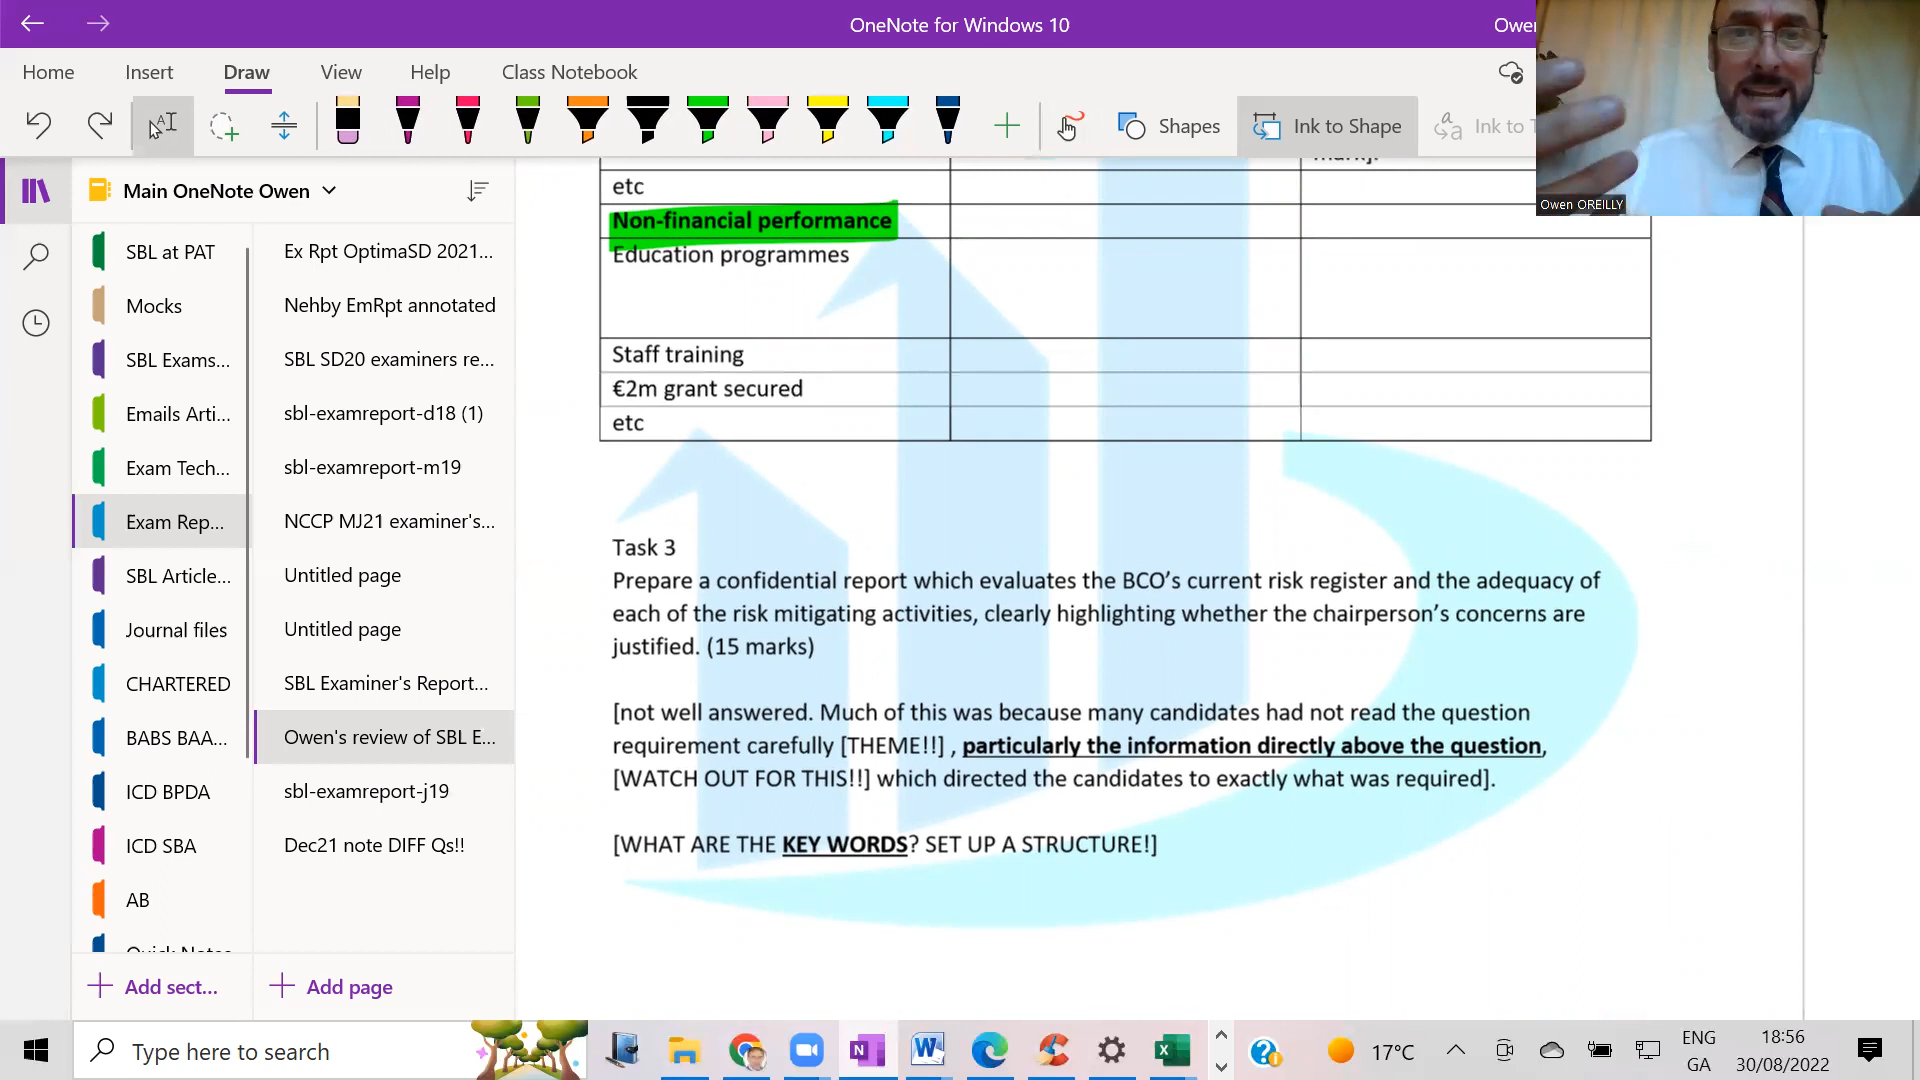 OneNote for Windows 10
Owen
Home Insert Draw View Help Class Notebook
Shapes Ink to Shape Ink to T
Main OneNote Owen
SBL at PAT
Mocks
SBL Exams...
Emails Arti...
Exam Tech...
Exam Rep...
SBL Article...
Journal files
CHARTERED
BABS BAA...
ICD BPDA
ICD SBA
AB
Quick Notes
Add sect...
Ex Rpt OptimaSD 2021...
Nehby EmRpt annotated
SBL SD20 examiners re...
sbl-examreport-d18 (1)
sbl-examreport-m19
NCCP MJ21 examiner's...
Untitled page
Untitled page
SBL Examiner's Report...
Owen's review of SBL E...
sbl-examreport-j19
Dec21 note DIFF Qs!!
Add page
etc
Non-financial performance
Education programmes
Staff training
€2m grant secured
etc
Task 3
Prepare a confidential report which evaluates the BCO's current risk register and the adequacy of
each of the risk mitigating activities, clearly highlighting whether the chairperson's concerns are
justified. (15 marks)
[not well answered. Much of this was because many candidates had not read the question
requirement carefully [THEME!!] , particularly the information directly above the question,
[WATCH OUT FOR THIS!!] which directed the candidates to exactly what was required].
[WHAT ARE THE KEY WORDS? SET UP A STRUCTURE!]
Owen OREILLY
Type here to search
17°C
ENG
GA
18:56
30/08/2022